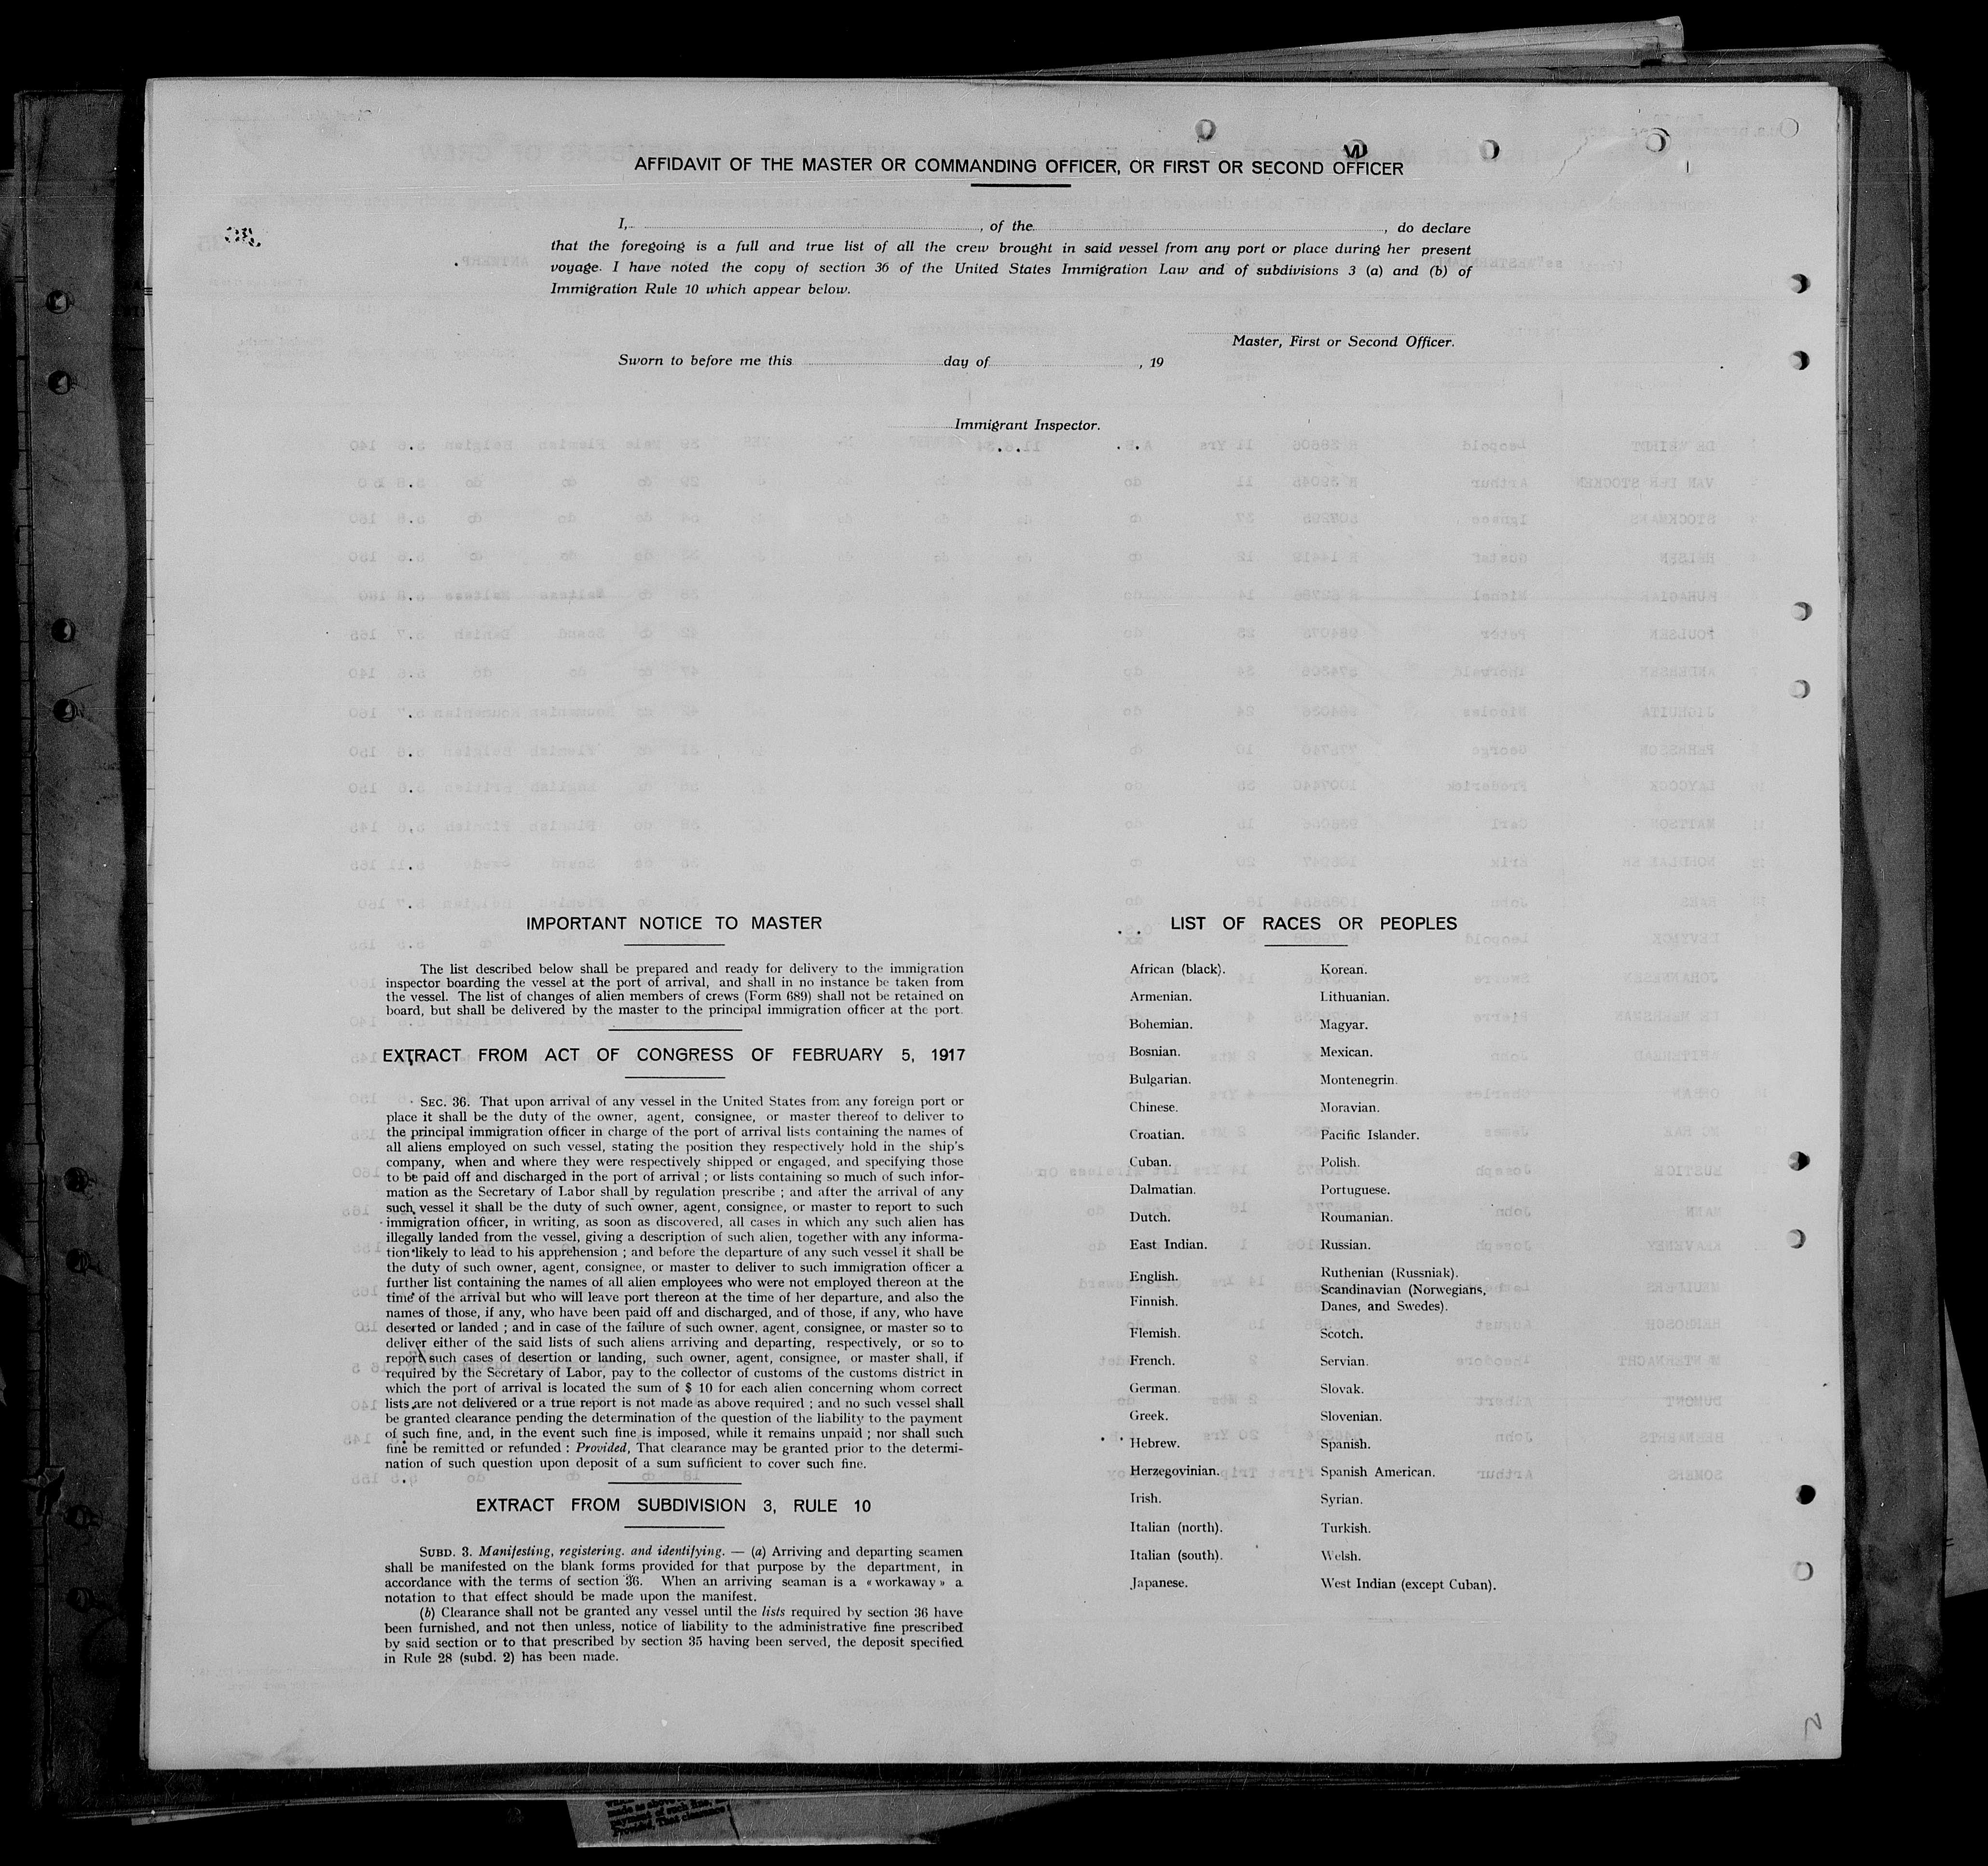 AFFIDAVIT OF THE MASTER OR COMMANDING OFFICER, OR FIRST OR SECOND OFFICER
I, , of the , do declare
that the foregoing is a full and true list of all the crew brought in said vessel from any port or place during her present
voyage. I have noted the copy of section 36 of the United States Immigration Law and of subdivisions 3 (a) and (b) of
Immigration Rule 10 which appear below.
Master, First or Second Officer.
Sworn to before me this day of , 19
Immigrant Inspector.
IMPORTANT NOTICE TO MASTER
The list described below shall be prepared and ready for delivery to the immigration
inspector boarding the vessel at the port of arrival, and shall in no instance be taken from
the vessel. The list of changes of alien members of crews (Form 689) shall not be retained on
board, but shall be delivered by the master to the principal immigration officer at the port.
EXTRACT FROM ACT OF CONGRESS OF FEBRUARY 5, 1917
SEC. 36. That upon arrival of any vessel in the United States from any foreign port or
place it shall be the duty of the owner, agent, consignee, or master thereof to deliver to
the principal immigration officer in charge of the port of arrival lists containing the names of
all aliens employed on such vessel, stating the position they respectively hold in the ship's
company, when and where they were respectively shipped or engaged, and specifying those
to be paid off and discharged in the port of arrival ; or lists containing so much of such infor-
mation as the Secretary of Labor shall by regulation prescribe ; and after the arrival of any
such vessel it shall be the duty of such owner, agent, consignee, or master to report to such
immigration officer, in writing, as soon as discovered, all cases in which any such alien has
illegally landed from the vessel, giving a description of such alien, together with any informa-
tion likely to lead to his apprehension ; and before the departure of any such vessel it shall be
the duty of such owner, agent, consignee, or master to deliver to such immigration officer a
further list containing the names of all alien employees who were not employed thereon at the
time of the arrival but who will leave port thereon at the time of her departure, and also the
names of those, if any, who have been paid off and discharged, and of those, if any, who have
deserted or landed ; and in case of the failure of such owner, agent, consignee, or master so to
deliver either of the said lists of such aliens arriving and departing, respectively, or so to
report such cases of desertion or landing, such owner, agent, consignee, or master shall, if
required by the Secretary of Labor, pay to the collector of customs of the customs district in
which the port of arrival is located the sum of $ 10 for each alien concerning whom correct
lists are not delivered or a true report is not made as above required ; and no such vessel shall
be granted clearance pending the determination of the question of the liability to the payment
of such fine, and, in the event such fine is imposed, while it remains unpaid ; nor shall such
fine be remitted or refunded : Provided, That clearance may be granted prior to the determi-
nation of such question upon deposit of a sum sufficient to cover such fine.
EXTRACT FROM SUBDIVISION 3, RULE 10
SUBD. 3. Manifesting, registering. and identifying. — (a) Arriving and departing seamen
shall be manifested on the blank forms provided for that purpose by the department, in
accordance with the terms of section 36. When an arriving seaman is a « workaway » a
notation to that effect should be made upon the manifest.
(b) Clearance shall not be granted any vessel until the lists required by section 36 have
been furnished, and not then unless, notice of liability to the administrative fine prescribed
by said section or to that prescribed by section 35 having been served, the deposit specified
in Rule 28 (subd. 2) has been made.
LIST OF RACES OR PEOPLES
African (black).
Armenian.
Bohemian.
Bosnian.
Bulgarian.
Chinese.
Croatian.
Cuban.
Dalmatian.
Dutch.
East Indian.
English.
Finnish.
Flemish.
French.
German.
Greek.
Hebrew.
Herzegovinian.
Irish.
Italian (north).
Italian (south).
Japanese.
Korean.
Lithuanian.
Magyar.
Mexican.
Montenegrin.
Moravian.
Pacific Islander.
Polish.
Portuguese.
Roumanian.
Russian.
Ruthenian (Russniak).
Scandinavian (Norwegians,
Danes, and Swedes).
Scotch.
Servian.
Slovak.
Slovenian.
Spanish.
Spanish American.
Syrian.
Turkish.
Welsh.
West Indian (except Cuban).